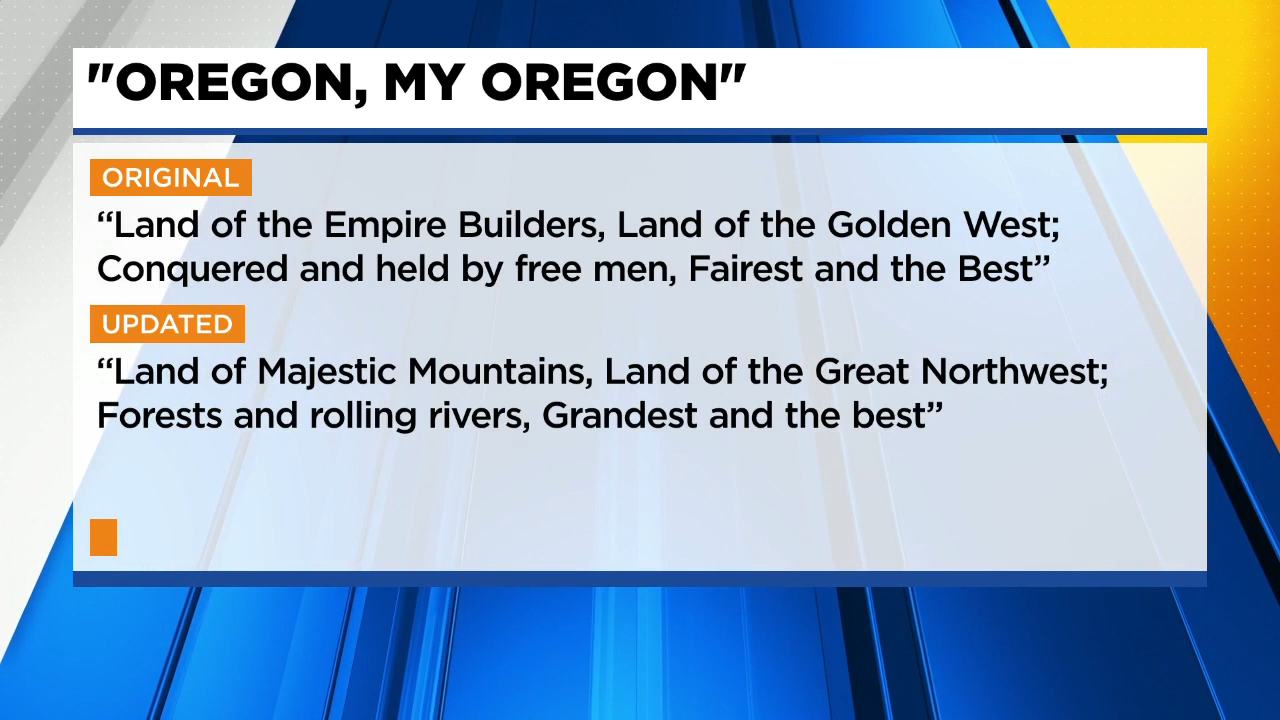 "OREGON, MY OREGON"
ORIGINAL
“Land of the Empire Builders, Land of the Golden West;
Conquered and held by free men, Fairest and the Best”
UPDATED
“Land of Majestic Mountains, Land of the Great Northwest;
Forests and rolling rivers, Grandest and the best”